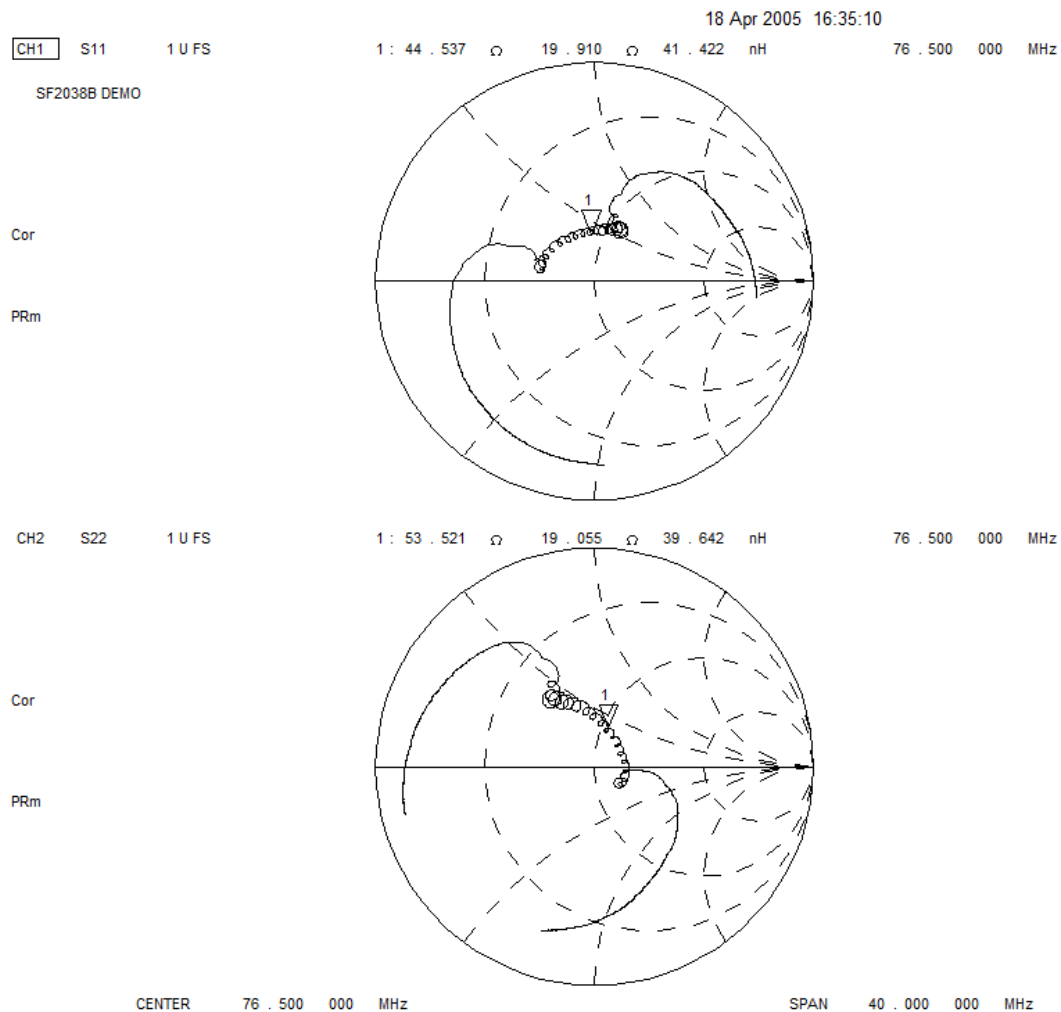 18 Apr 2005 16:35:10
CH1 S11 1 U FS 1 : 44 . 537 Ω 19 . 910 Ω 41 . 422 nH 76 . 500 000 MHz
SF2038B DEMO
1
Cor
PRm
CH2 S22 1 U FS 1 : 53 . 521 Ω 19 . 055 Ω 39 . 642 nH 76 . 500 000 MHz
1
Cor
PRm
CENTER 76 . 500 000 MHz SPAN 40 . 000 000 MHz